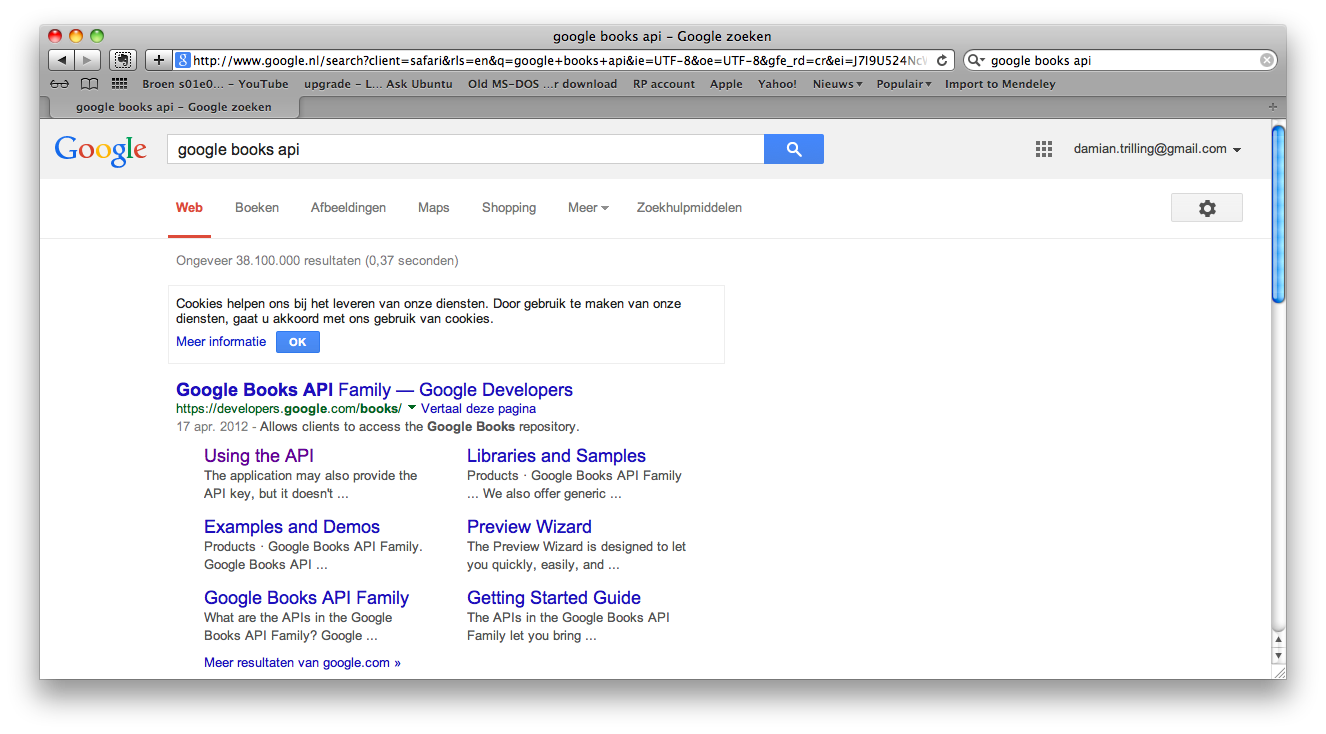 google books api – Google zoeken
http://www.google.nl/search?client=safari&rls=en&q=google+books+api&ie=UTF-8&oe=UTF-8&gfe_rd=cr&ei=J7I9U524Nc
google books api
Broen s01e0... – YouTube upgrade – L... Ask Ubuntu Old MS-DOS ...r download RP account Apple Yahoo! Nieuws Populair Import to Mendeley
google books api – Google zoeken
Google google books api damian.trilling@gmail.com
Web Boeken Afbeeldingen Maps Shopping Meer Zoekhulpmiddelen
Ongeveer 38.100.000 resultaten (0,37 seconden)
Cookies helpen ons bij het leveren van onze diensten. Door gebruik te maken van onze
diensten, gaat u akkoord met ons gebruik van cookies.
Meer informatie OK
Google Books API Family — Google Developers
https://developers.google.com/books/ Vertaal deze pagina
17 apr. 2012 - Allows clients to access the Google Books repository.
Using the API
The application may also provide the
API key, but it doesn't ...
Libraries and Samples
Products · Google Books API Family
... We also offer generic ...
Examples and Demos
Products · Google Books API Family.
Google Books API ...
Preview Wizard
The Preview Wizard is designed to let
you quickly, easily, and ...
Google Books API Family
What are the APIs in the Google
Books API Family? Google ...
Getting Started Guide
The APIs in the Google Books API
Family let you bring ...
Meer resultaten van google.com »